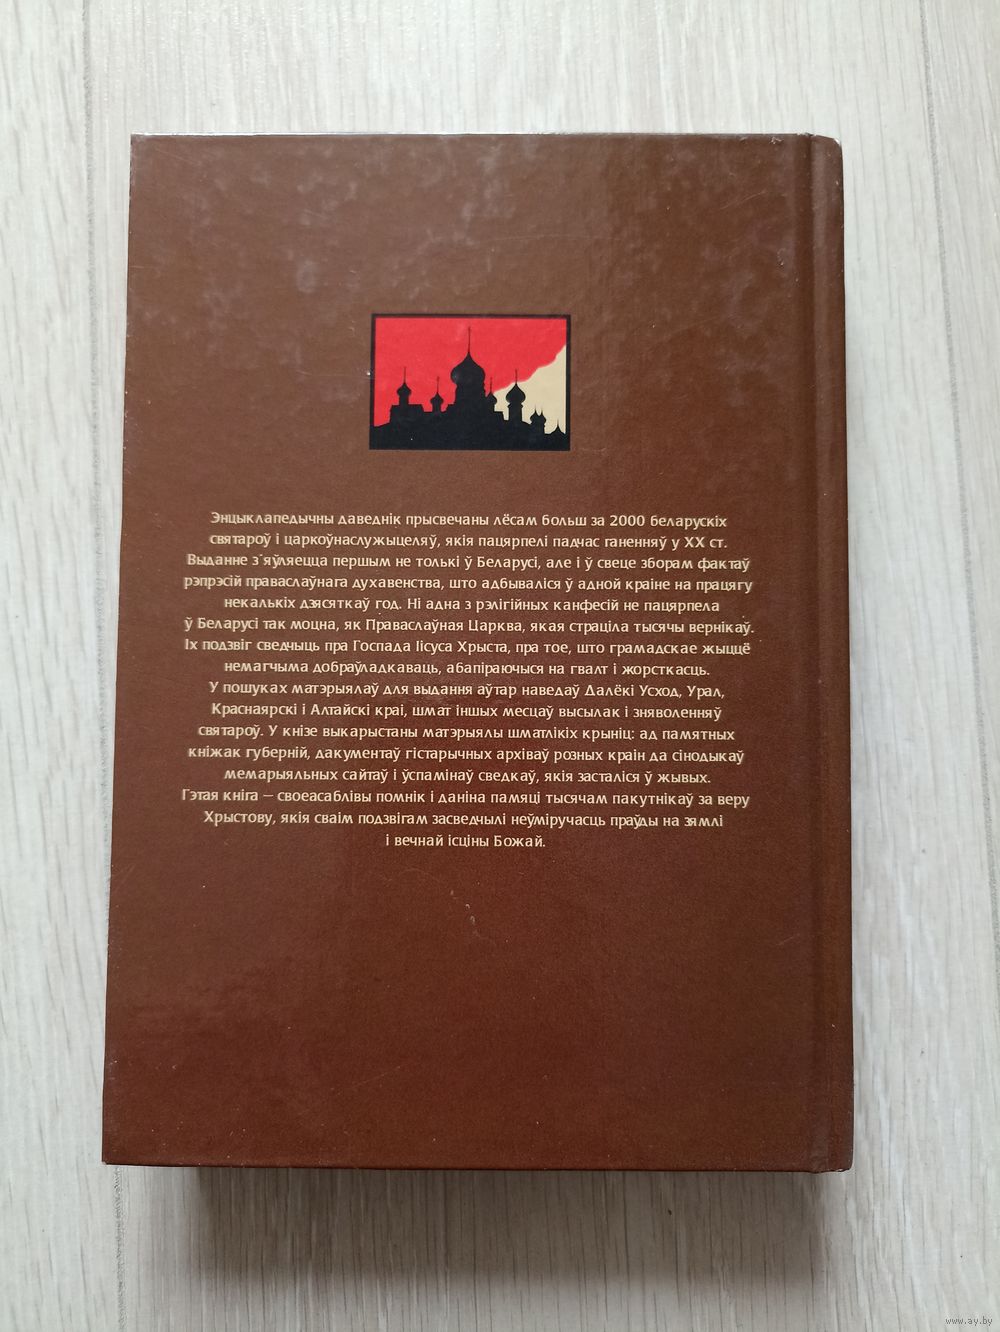 Энцыклапедычны даведнік прысвечаны лёсам больш за 2000 беларускіх
святароў і царкоўнаслужыцеляў, якія пацярпелі падчас ганенняў у XX ст.
Выданне з'яўляецца першым не толькі ў Беларусі, але і ў свеце зборам фактаў
рэпрэсій праваслаўнага духавенства, што адбываліся ў адной краіне на працягу
некалькіх дзясяткаў год. Ні адна з рэлігійных канфесій не пацярпела
ў Беларусі так моцна, як Праваслаўная Царква, якая страціла тысячы вернікаў.
Іх подзвіг сведчыць пра Госпада Іісуса Хрыста, пра тое, што грамадскае жыццё
немагчыма добраўладкаваць, абапіраючыся на гвалт і жорсткасць.
У пошуках матэрыялаў для выдання аўтар наведаў Далёкі Усход, Урал,
Краснаярскі і Алтайскі краі, шмат іншых месцаў высылак і зняволенняў
святароў. У кнізе выкарыстаны матэрыялы шматлікіх крыніц: ад памятных
кніжак губерній, дакументаў гістарычных архіваў розных краін да сінодыкаў
мемарыяльных сайтаў і ўспамінаў сведкаў, якія засталіся ў жывых.
Гэтая кніга – своеасаблівы помнік і даніна памяці тысячам пакутнікаў за веру
Хрыстову, якія сваім подзвігам засведчылі неўміручасць праўды на зямлі
і вечнай ісціны Божай.
www.ay.by